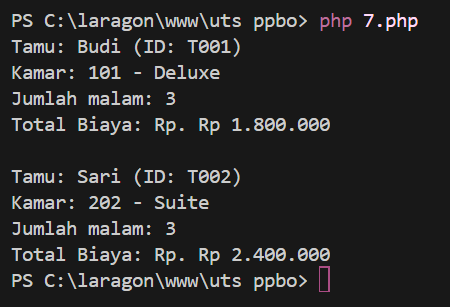 PS C:\laragon\www\uts ppbo> php 7.php
Tamu: Budi (ID: T001)
Kamar: 101 - Deluxe
Jumlah malam: 3
Total Biaya: Rp. Rp 1.800.000

Tamu: Sari (ID: T002)
Kamar: 202 - Suite
Jumlah malam: 3
Total Biaya: Rp. Rp 2.400.000
PS C:\laragon\www\uts ppbo>